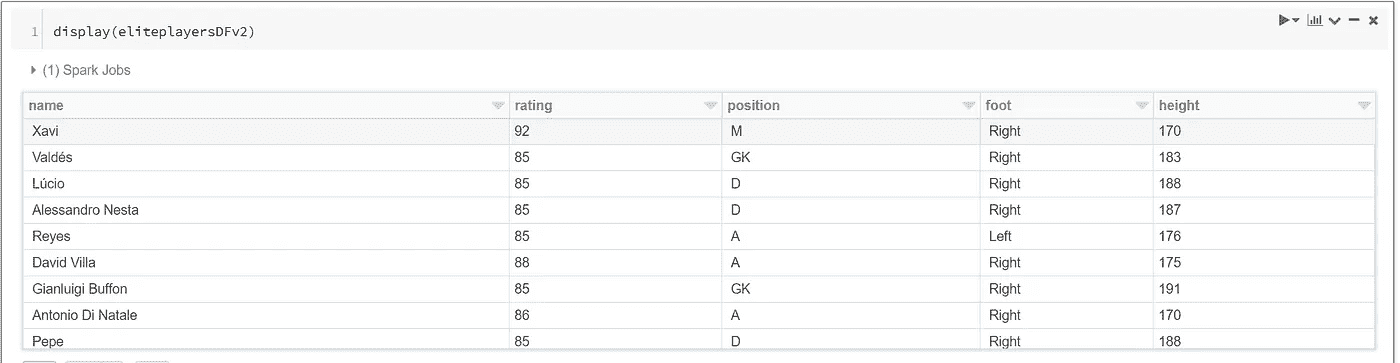 1 display(eliteplayersDFv2)
(1) Spark Jobs
name rating position foot height
Xavi 92 M Right 170
Valdés 85 GK Right 183
Lúcio 85 D Right 188
Alessandro Nesta 85 D Right 187
Reyes 85 A Left 176
David Villa 88 A Right 175
Gianluigi Buffon 85 GK Right 191
Antonio Di Natale 86 A Right 170
Pepe 85 D Right 188